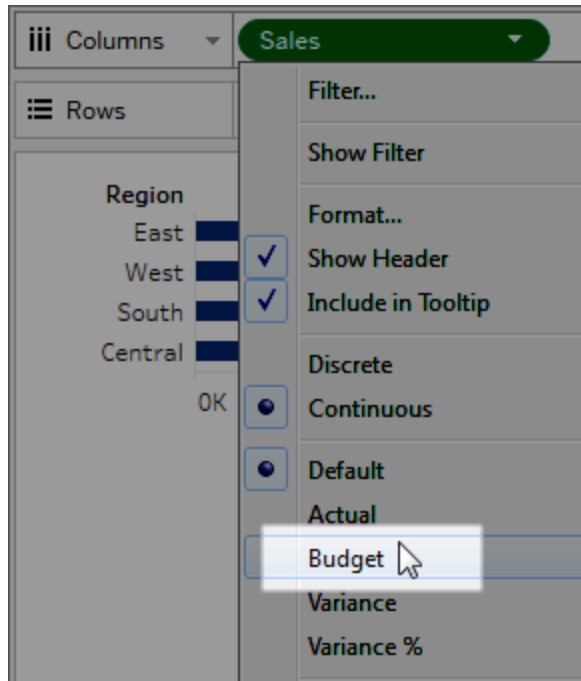 Columns
Sales
Rows
Filter...
Show Filter
Format...
Show Header
Include in Tooltip
Discrete
Continuous
Default
Actual
Budget
Variance
Variance %
Region
East
West
South
Central
0K